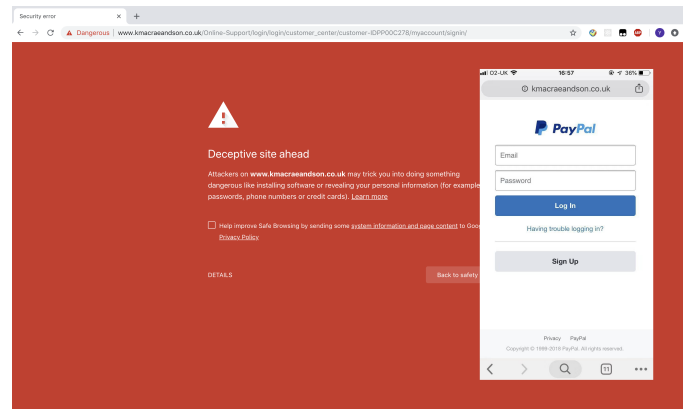 Security error
Dangerous | www.kmacraeandson.co.uk/Online-Support/login/login/customer_center/customer-IDPP00C278/myaccount/signin/
Deceptive site ahead
Attackers on www.kmacraeandson.co.uk may trick you into doing something
dangerous like installing software or revealing your personal information (for example
passwords, phone numbers or credit cards). Learn more
Help improve Safe Browsing by sending some system information and page content to Goo
Privacy Policy
DETAILS
Back to safety
O2-UK
16:57
36%
kmacraeandson.co.uk
PayPal
Email
Password
Log In
Having trouble logging in?
Sign Up
Privacy PayPal
Copyright © 1999-2018 PayPal. All rights reserved.
11